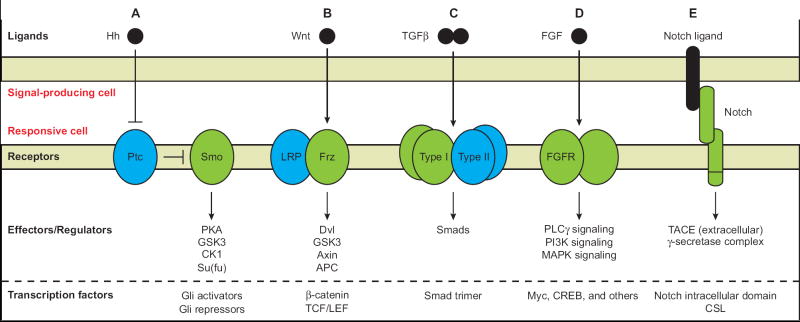 A B C D E
Ligands Hh Wnt TGFβ FGF Notch ligand
Signal-producing cell
Notch
Responsive cell
Receptors Ptc Smo LRP Frz Type I Type II FGFR
Effectors/Regulators PKA Dvl Smads PLCγ signaling TACE (extracellular)
GSK3 GSK3 PI3K signaling γ-secretase complex
CK1 Axin MAPK signaling
Su(fu) APC
Transcription factors Gli activators β-catenin Smad trimer Myc, CREB, and others Notch intracellular domain
Gli repressors TCF/LEF CSL